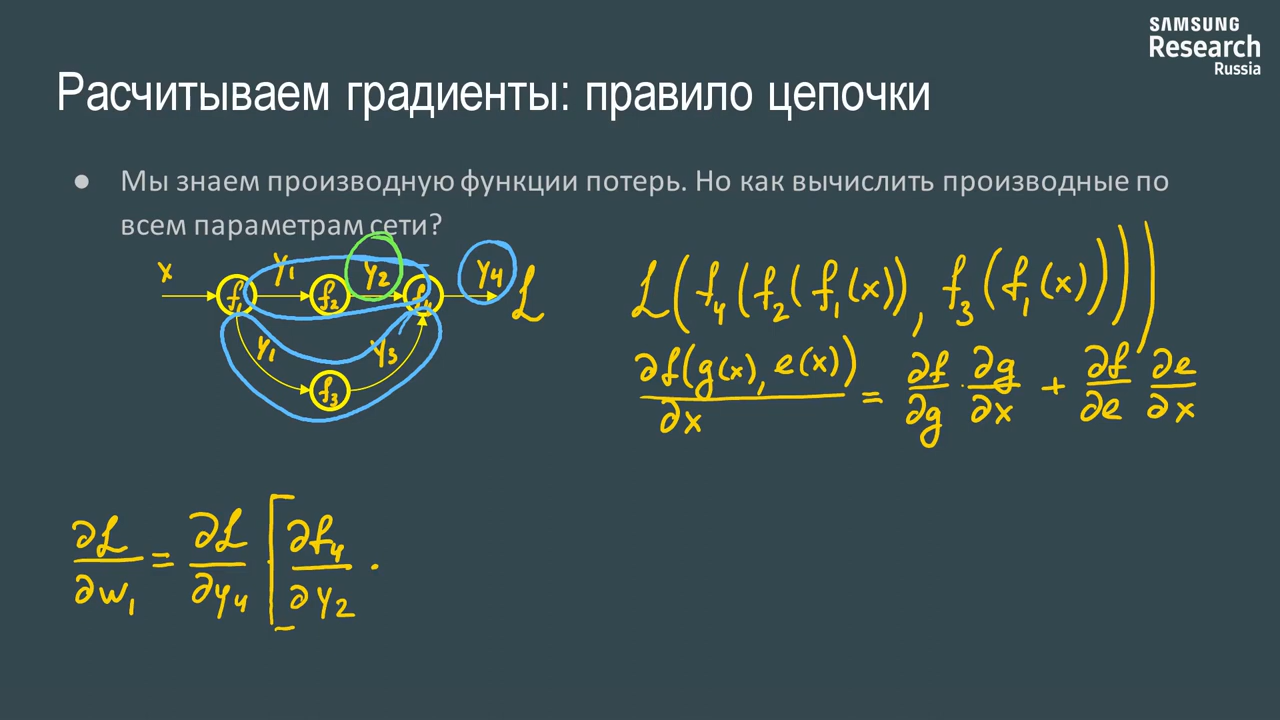 SAMSUNG
Research
Russia
Расчитываем градиенты: правило цепочки
● Мы знаем производную функции потерь. Но как вычислить производные по
всем параметрам сети?
x f₁ y₁ f₂ y₂ f₄ y₄ L
y₁ f₃ y₃
L(f₄(f₂(f₁(x)), f₃(f₁(x))))
∂f(g(x), e(x))/∂x = ∂f/∂g · ∂g/∂x + ∂f/∂e ∂e/∂x
∂L/∂w₁ = ∂L/∂y₄ [∂f₄/∂y₂ ·